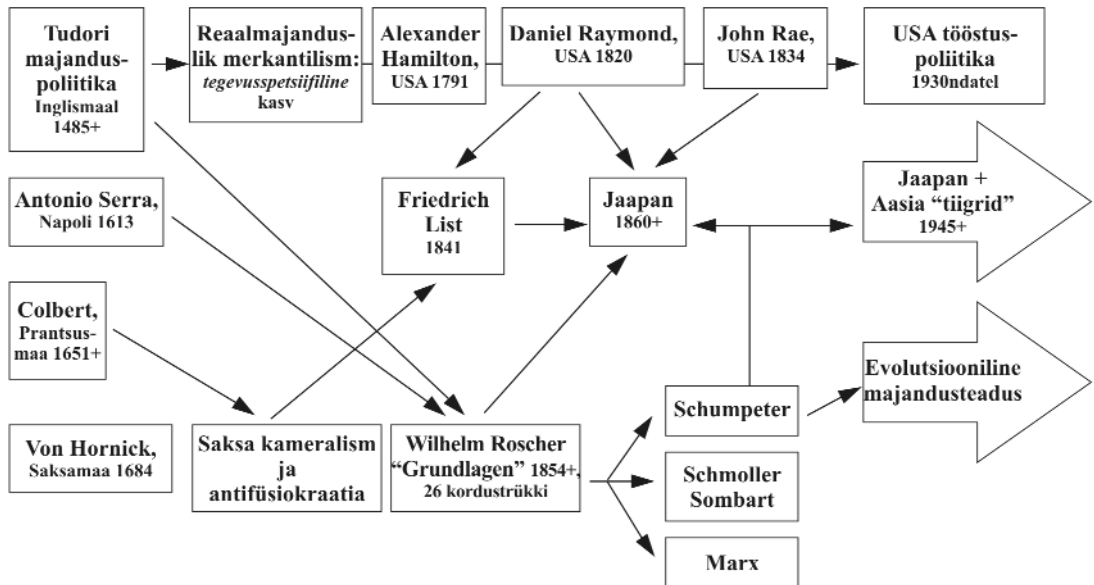 Tudori
majandus-
poliitika
Inglismaal
1485+
Reaalmajandus-
lik merkantilism:
tegevusspetsiifiline
kasv
Alexander
Hamilton,
USA 1791
Daniel Raymond,
USA 1820
John Rae,
USA 1834
USA tööstus-
poliitika
1930ndatel
Antonio Serra,
Napoli 1613
Friedrich
List
1841
Jaapan
1860+
Jaapan +
Aasia “tiigrid”
1945+
Colbert,
Prantsus-
maa 1651+
Evolutsiooniline
majandusteadus
Von Hornick,
Saksamaa 1684
Saksa kameralism
ja
antifüsiokraatia
Wilhelm Roscher
“Grundlagen” 1854+,
26 kordustrükki
Schumpeter
Schmoller
Sombart
Marx